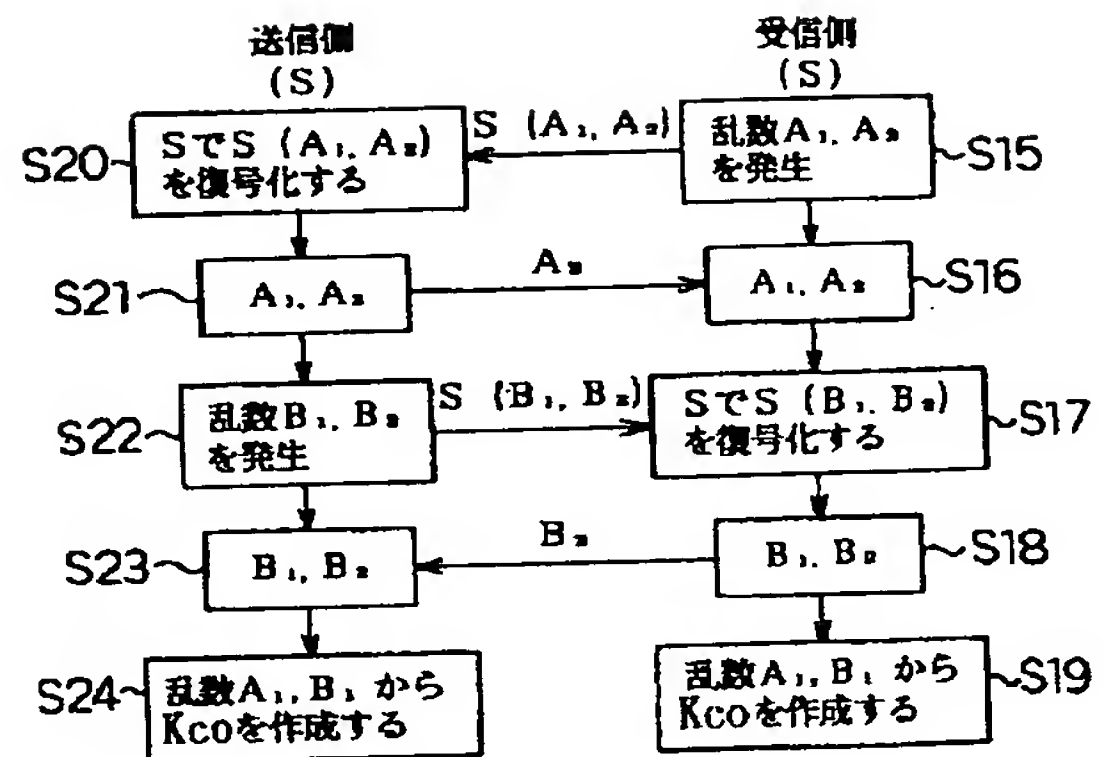 送信側
(S)
受信側
(S)
S20
SでS (A₁, A₂)
を復号化する
S (A₁, A₂)
乱数A₁, A₂
を発生
S15
S21
A₁, A₂
A₂
A₁, A₂
S16
S22
乱数B₁, B₂
を発生
S (B₁, B₂)
SでS (B₁, B₂)
を復号化する
S17
S23
B₁, B₂
B₂
B₁, B₂
S18
S24
乱数A₁, B₁ から
Kcoを作成する
乱数A₁, B₁ から
Kcoを作成する
S19